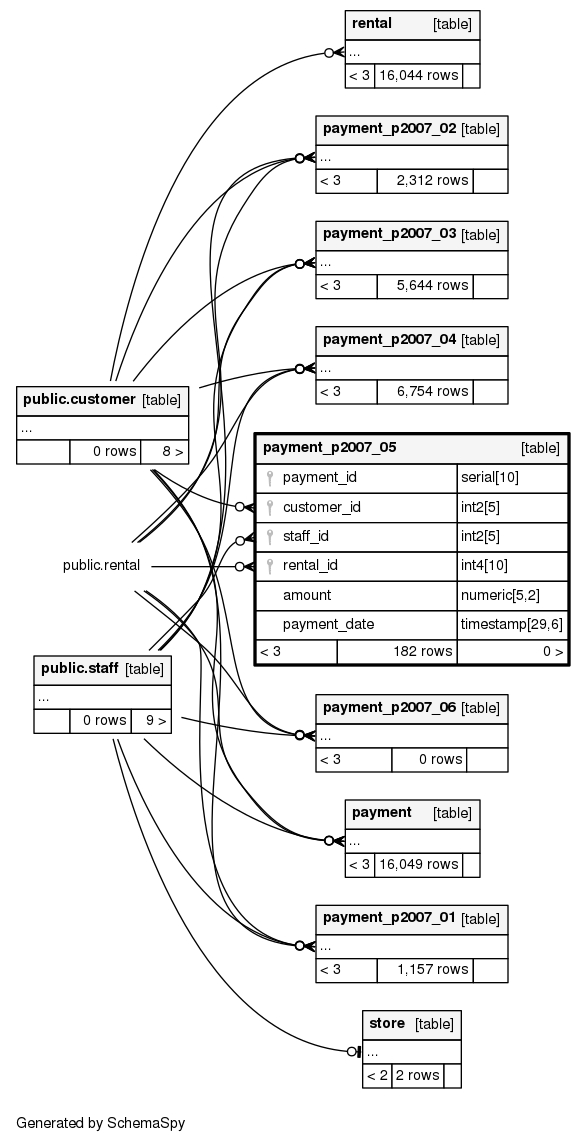 rental [table]
...
< 3 16,044 rows
payment_p2007_02 [table]
...
< 3 2,312 rows
payment_p2007_03 [table]
...
< 3 5,644 rows
payment_p2007_04 [table]
...
< 3 6,754 rows
public.customer [table]
...
0 rows 8 >
payment_p2007_05 [table]
payment_id serial[10]
customer_id int2[5]
staff_id int2[5]
rental_id int4[10]
amount numeric[5,2]
payment_date timestamp[29,6]
< 3 182 rows 0 >
public.rental
public.staff [table]
...
0 rows 9 >
payment_p2007_06 [table]
...
< 3 0 rows
payment [table]
...
< 3 16,049 rows
payment_p2007_01 [table]
...
< 3 1,157 rows
store [table]
...
< 2 2 rows
Generated by SchemaSpy